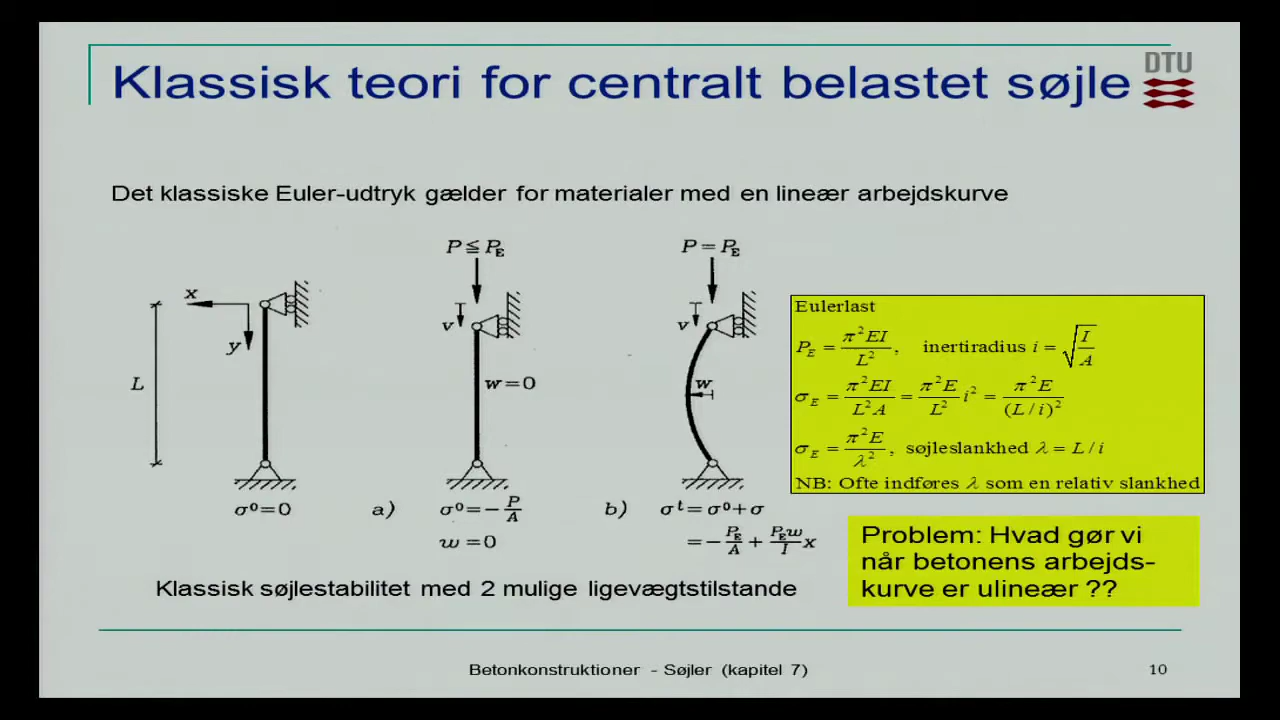 Klassisk teori for centralt belastet søjle
DTU
Det klassiske Euler-udtryk gælder for materialer med en lineær arbejdskurve
x
y
L
σ⁰=0
a)
P ≦ P_E
v
w=0
σ⁰=−P/A
w=0
b)
P=P_E
v
w
σᵗ=σ⁰+σ
=−P_E/A + P_E w/I x
Eulerlast
P_E = π²EI/L², inertiradius i = √(I/A)
σ_E = π²EI/L²A = π²E/L² i² = π²E/(L/i)²
σ_E = π²E/λ², søjleslankhed λ = L/i
NB: Ofte indføres λ som en relativ slankhed
Problem: Hvad gør vi
når betonens arbejds-
kurve er ulineær ??
Klassisk søjlestabilitet med 2 mulige ligevægtstilstande
Betonkonstruktioner - Søjler (kapitel 7)
10